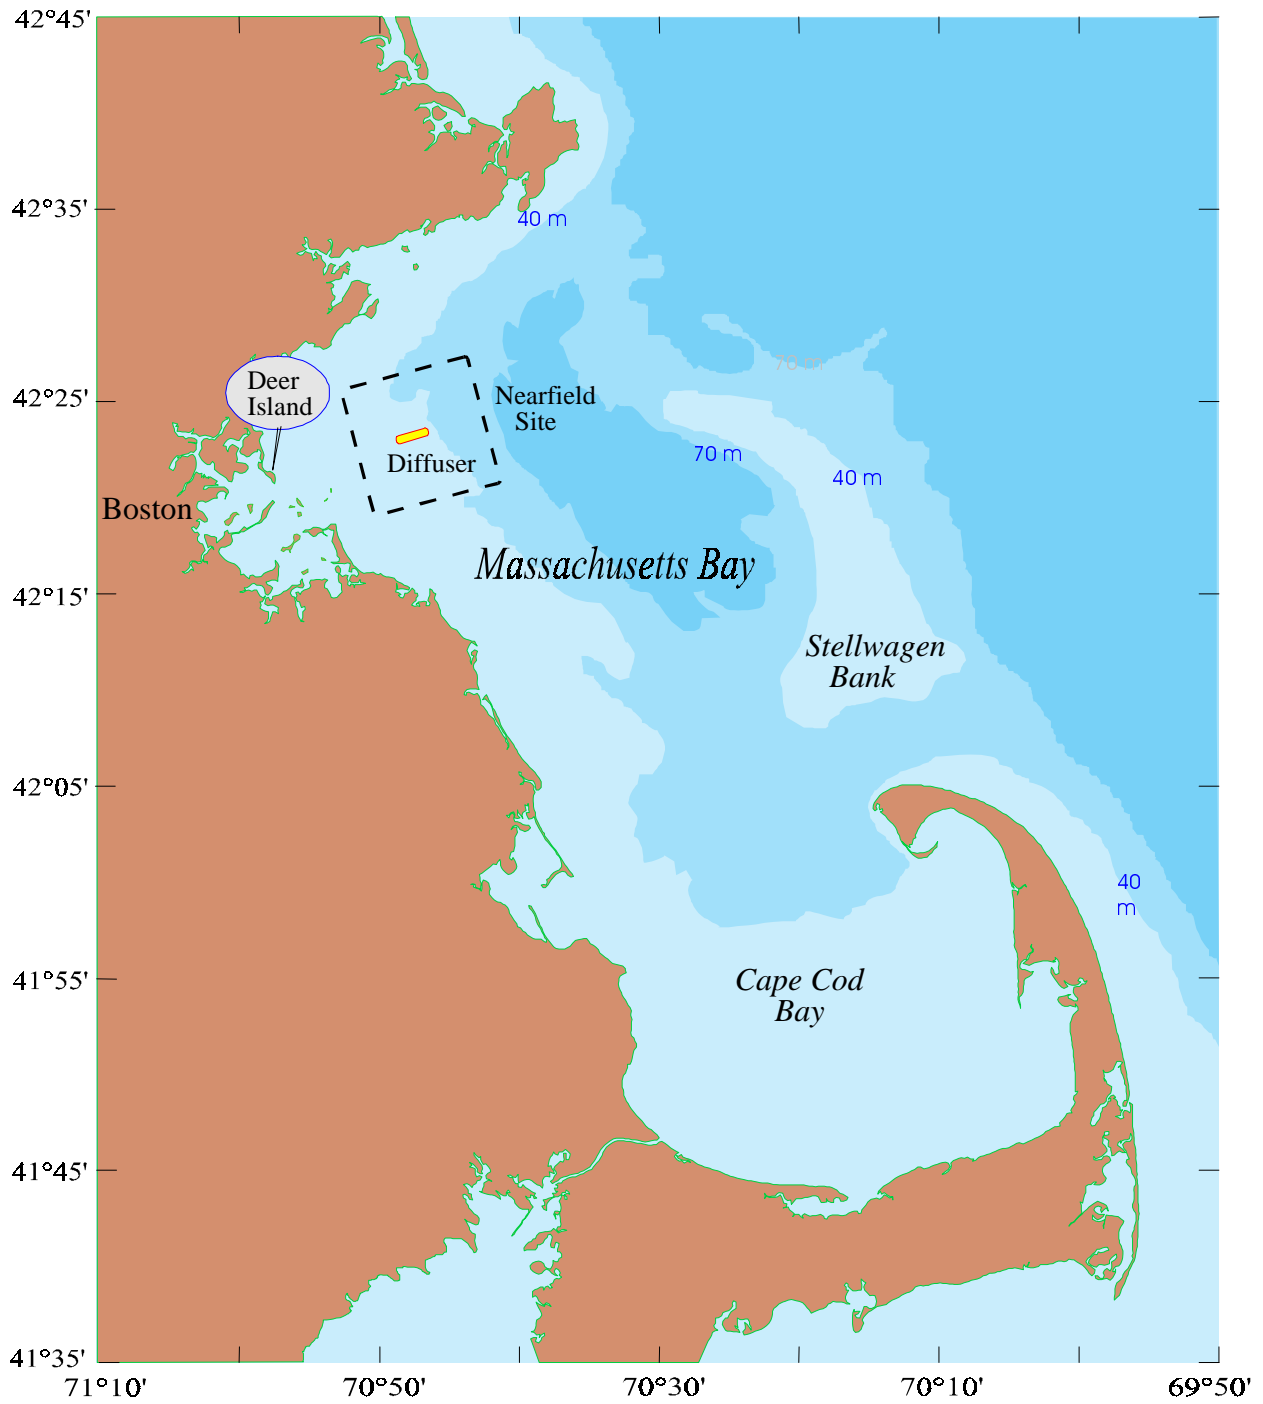 42°45'
42°35'
40 m
70 m
42°25'
Deer
Island
Nearfield
Site
70 m
Diffuser
40 m
Boston
Massachusetts Bay
42°15'
Stellwagen
Bank
42°05'
40
m
41°55'
Cape Cod
Bay
41°45'
41°35'
71°10'
70°50'
70°30'
70°10'
69°50'